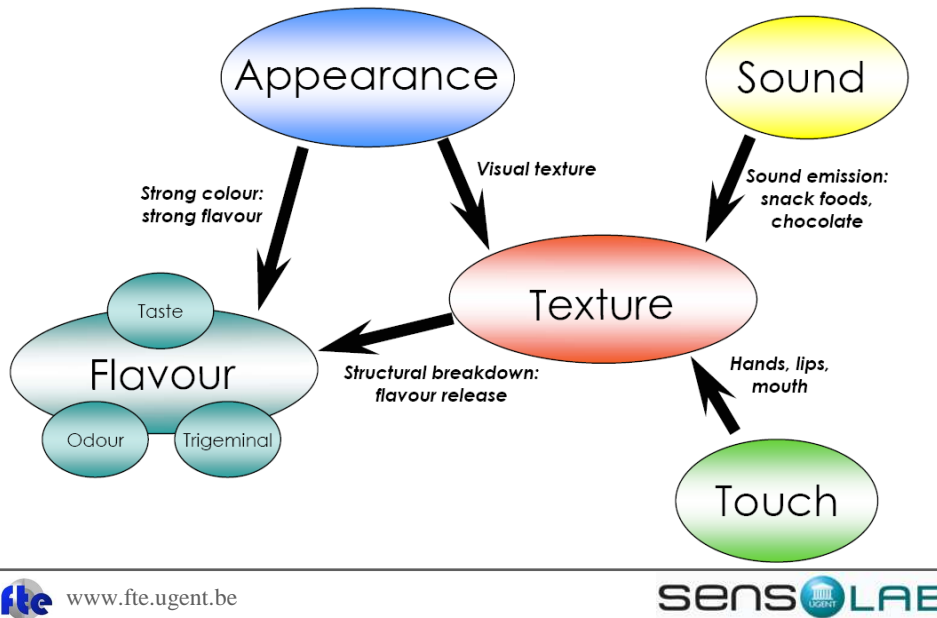 Appearance
Sound
Visual texture
Strong colour:
strong flavour
Sound emission:
snack foods,
chocolate
Texture
Taste
Flavour
Odour
Trigeminal
Structural breakdown:
flavour release
Hands, lips,
mouth
Touch
fte www.fte.ugent.be
SENS UGENT LAB